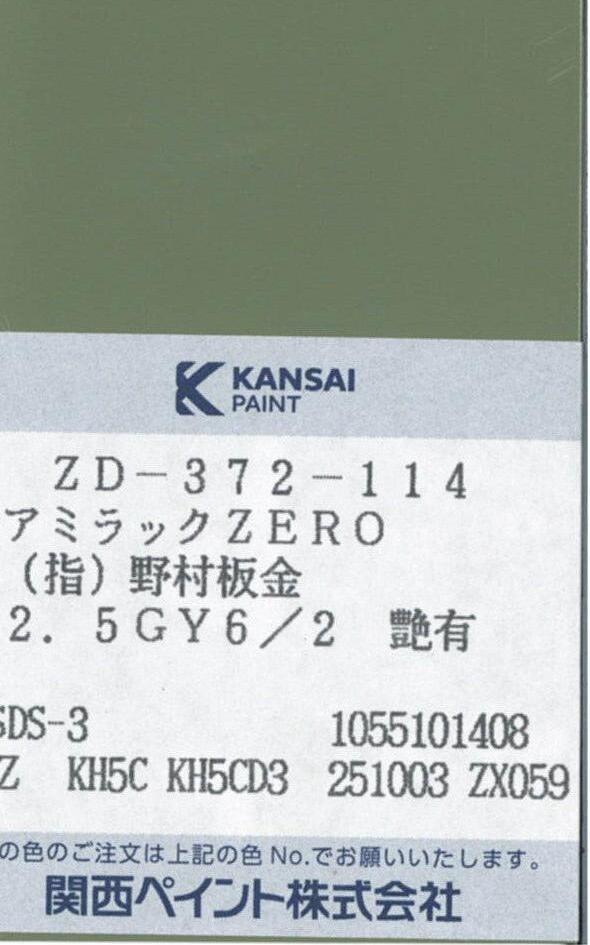 KANSAI
PAINT
ZD－372－114
アミラックZERO
（指）野村板金
2．5GY6／2　艶有
SDS-3 1055101408
Z KH5C KH5CD3 251003 ZX059
の色のご注文は上記の色 No.でお願いいたします。
関西ペイント株式会社